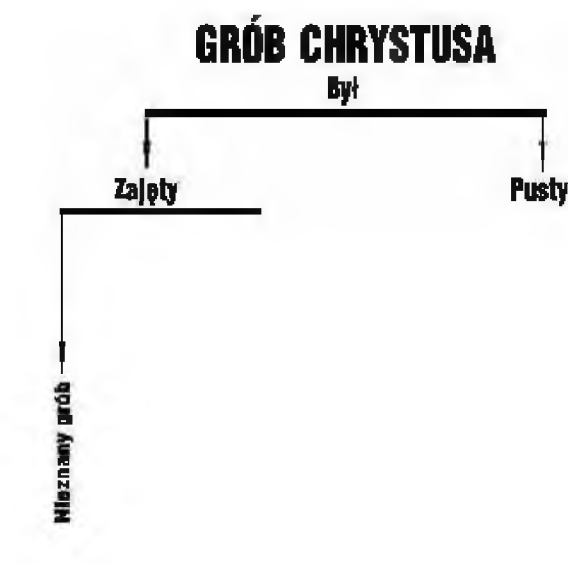 GRÓB CHRYSTUSA
Był
Zajęty
Pusty
Nieznany grób